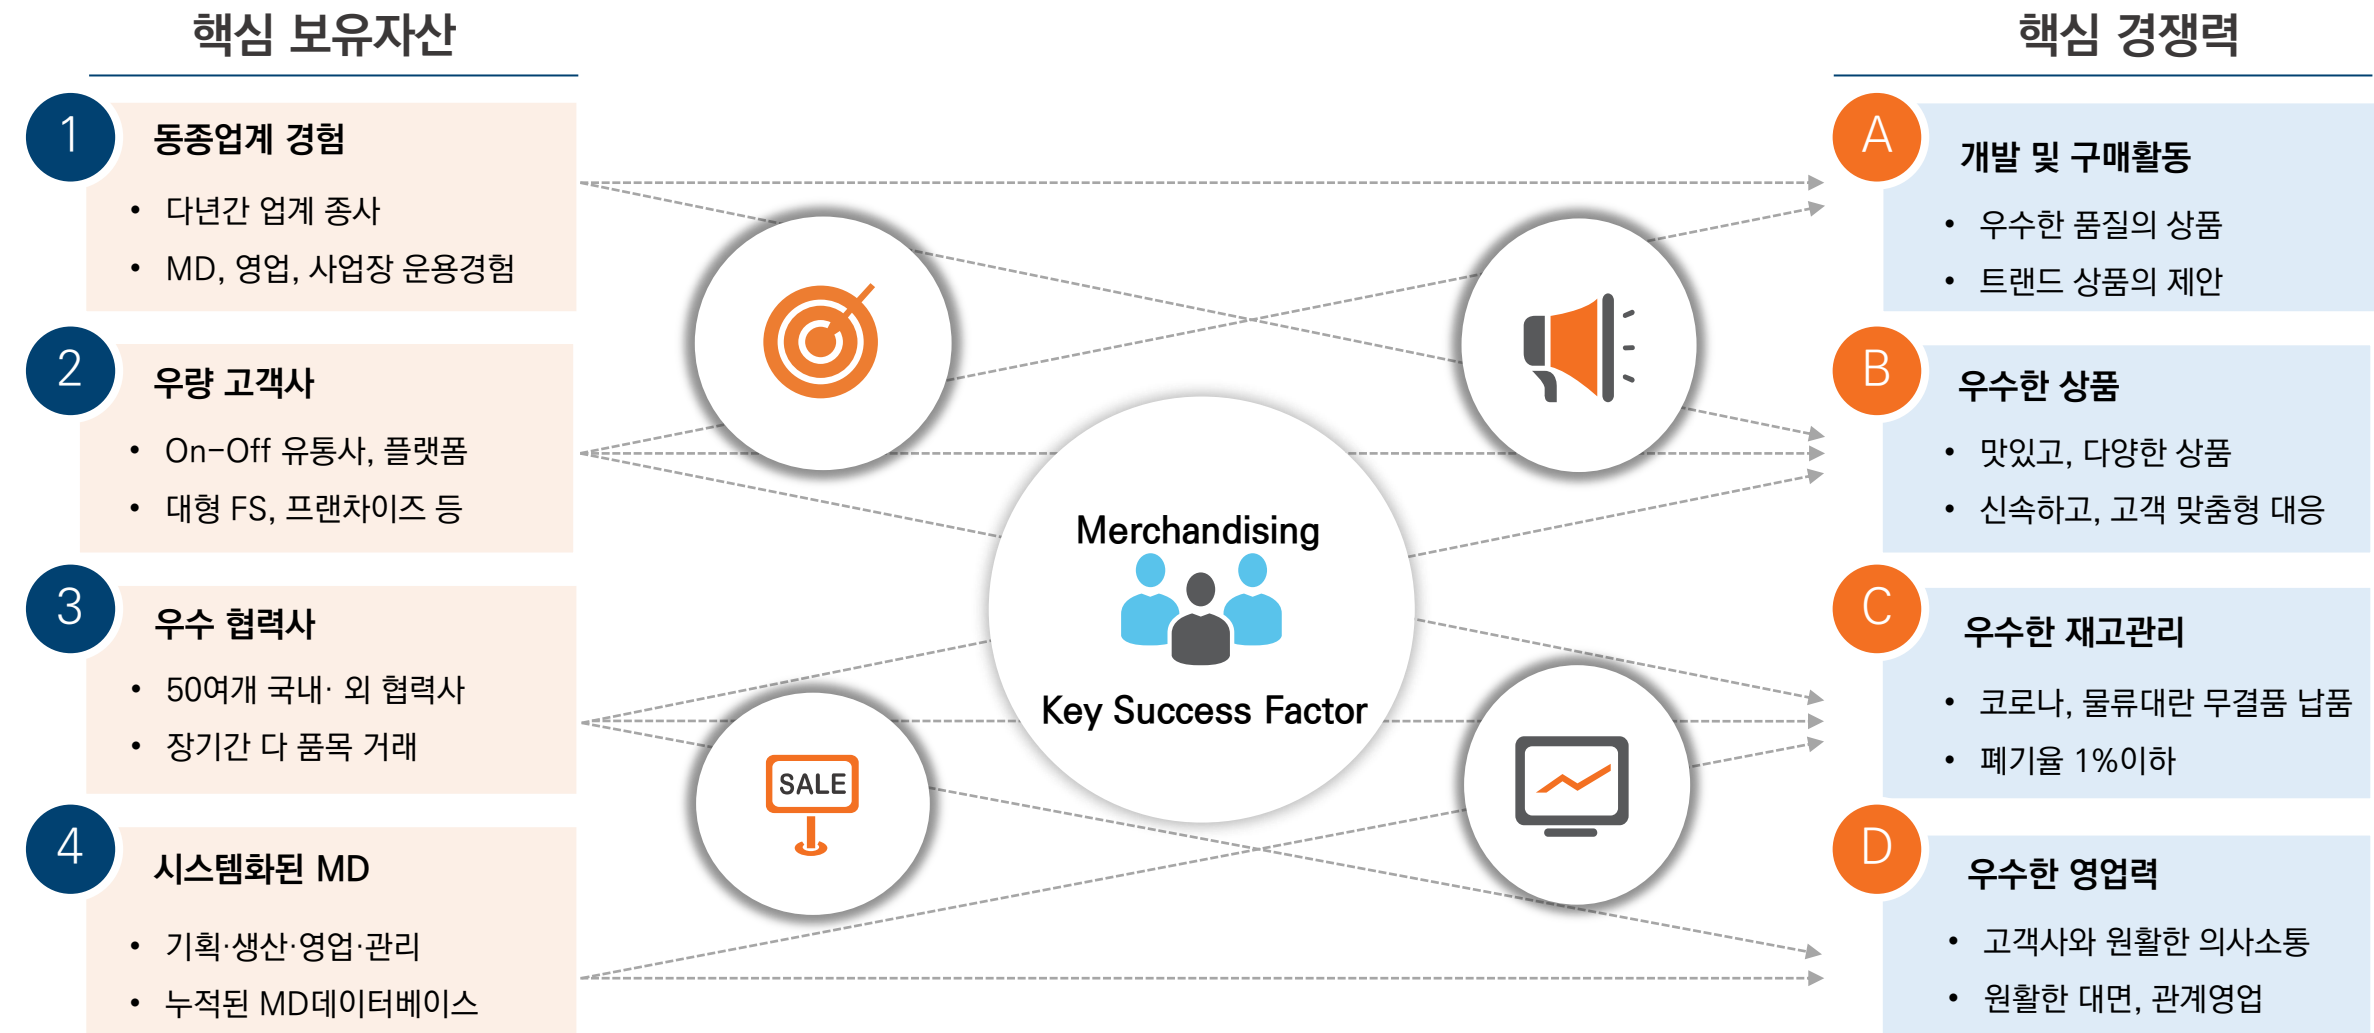 핵심 보유자산
1
동종업계 경험
• 다년간 업계 종사
• MD, 영업, 사업장 운용경험
2
우량 고객사
• On-Off 유통사, 플랫폼
• 대형 FS, 프랜차이즈 등
3
우수 협력사
• 50여개 국내· 외 협력사
• 장기간 다 품목 거래
4
시스템화된 MD
• 기획·생산·영업·관리
• 누적된 MD데이터베이스
Merchandising
Key Success Factor
SALE
핵심 경쟁력
A
개발 및 구매활동
• 우수한 품질의 상품
• 트랜드 상품의 제안
B
우수한 상품
• 맛있고, 다양한 상품
• 신속하고, 고객 맞춤형 대응
C
우수한 재고관리
• 코로나, 물류대란 무결품 납품
• 폐기율 1%이하
D
우수한 영업력
• 고객사와 원활한 의사소통
• 원활한 대면, 관계영업